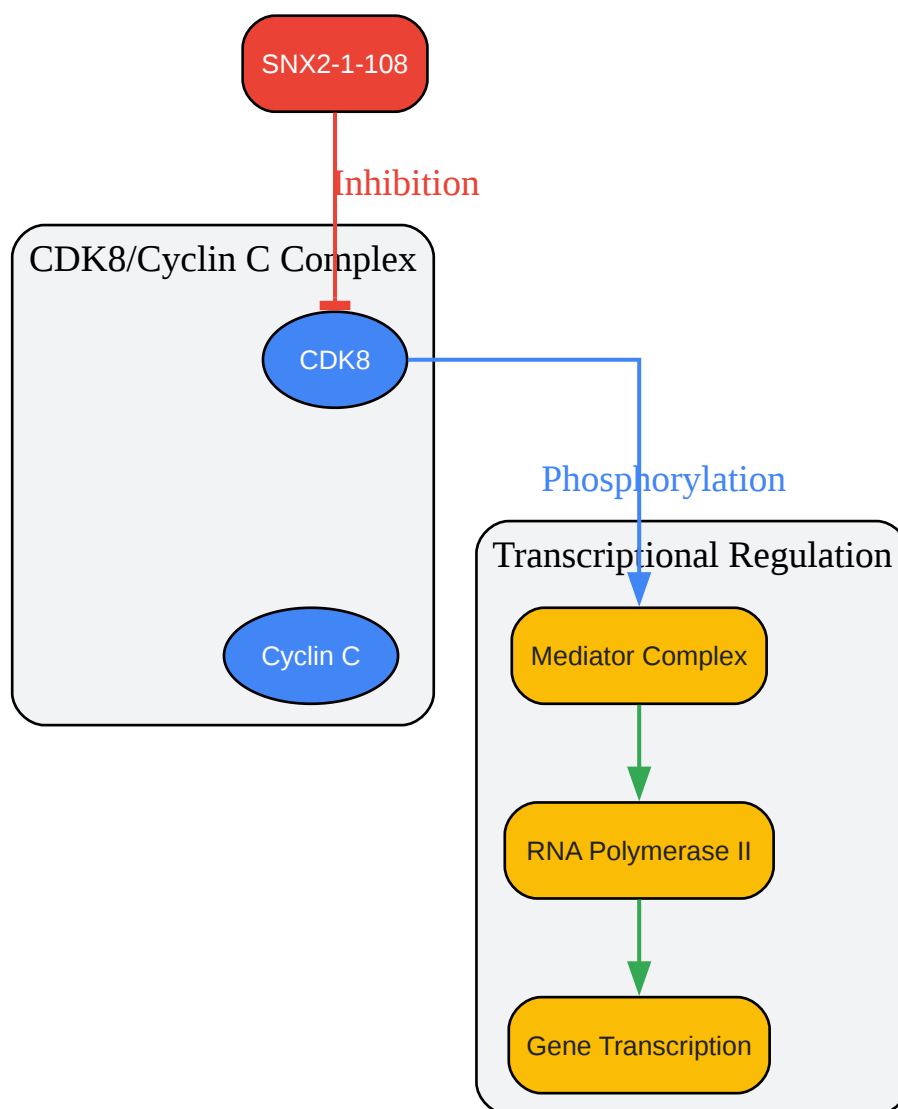 SNX2-1-108
Inhibition
CDK8/Cyclin C Complex
CDK8
Phosphorylation
Transcriptional Regulation
Cyclin C
Mediator Complex
RNA Polymerase II
Gene Transcription